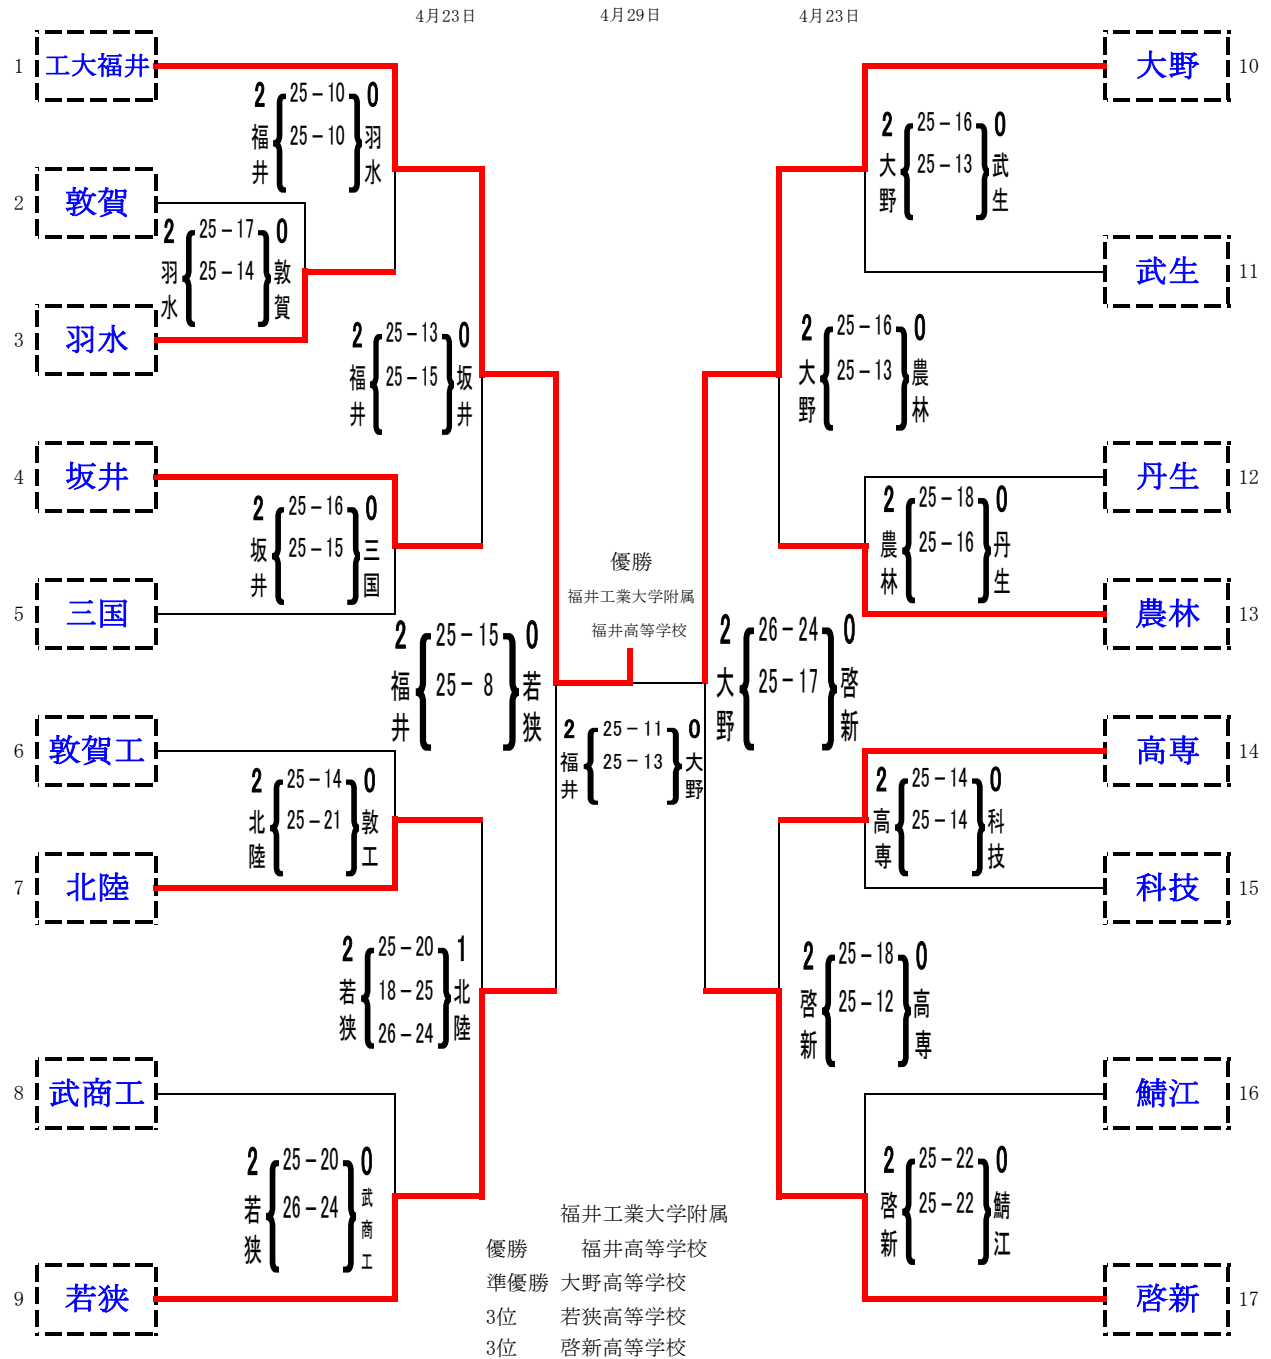 4月23日
4月29日
4月23日
1
工大福井
2 25－10 0
25－10
福井
羽水
2
敦賀
2 25－17 0
25－14
羽水
敦賀
3
羽水
2 25－13 0
25－15
福井
坂井
4
坂井
2 25－16 0
25－15
坂井
三国
5
三国
2 25－15 0
25－ 8
福井
若狭
6
敦賀工
2 25－14 0
25－21
北陸
敦工
7
北陸
2 25－20 1
18－25
26－24
若狭
北陸
8
武商工
2 25－20 0
26－24
若狭
武商工
9
若狭
優勝
福井工業大学附属
福井高等学校
2 25－11 0
25－13
福井
大野
大野
10
2 25－16 0
25－13
大野
武生
武生
11
2 25－16 0
25－13
大野
農林
丹生
12
2 25－18 0
25－16
農林
丹生
農林
13
2 26－24 0
25－17
大野
啓新
高専
14
2 25－14 0
25－14
高専
科技
科技
15
2 25－18 0
25－12
啓新
高専
鯖江
16
2 25－22 0
25－22
啓新
鯖江
啓新
17
福井工業大学附属
優勝 福井高等学校
準優勝 大野高等学校
3位 若狭高等学校
3位 啓新高等学校